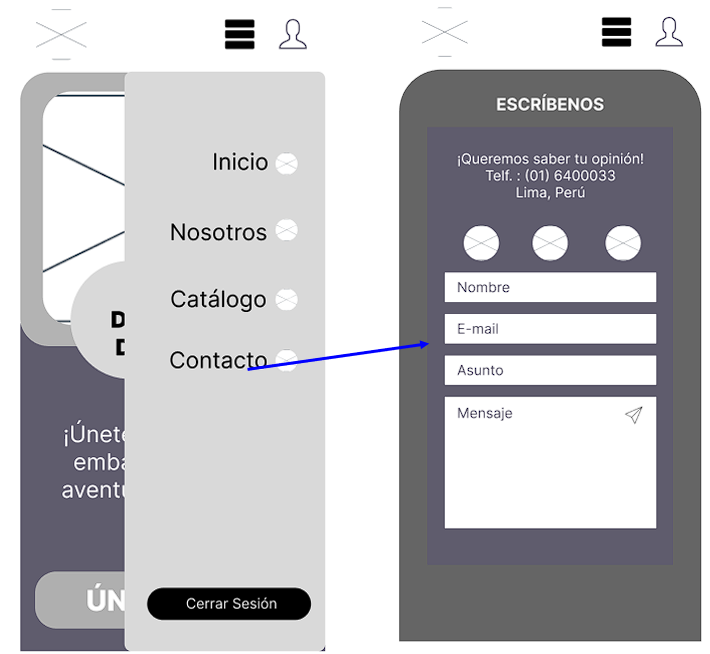 Inicio
Nosotros
Catálogo
Contacto
D
D
¡Únete
emba
aventu
ÚN
Cerrar Sesión
ESCRÍBENOS
¡Queremos saber tu opinión!
Telf. : (01) 6400033
Lima, Perú
Nombre
E-mail
Asunto
Mensaje